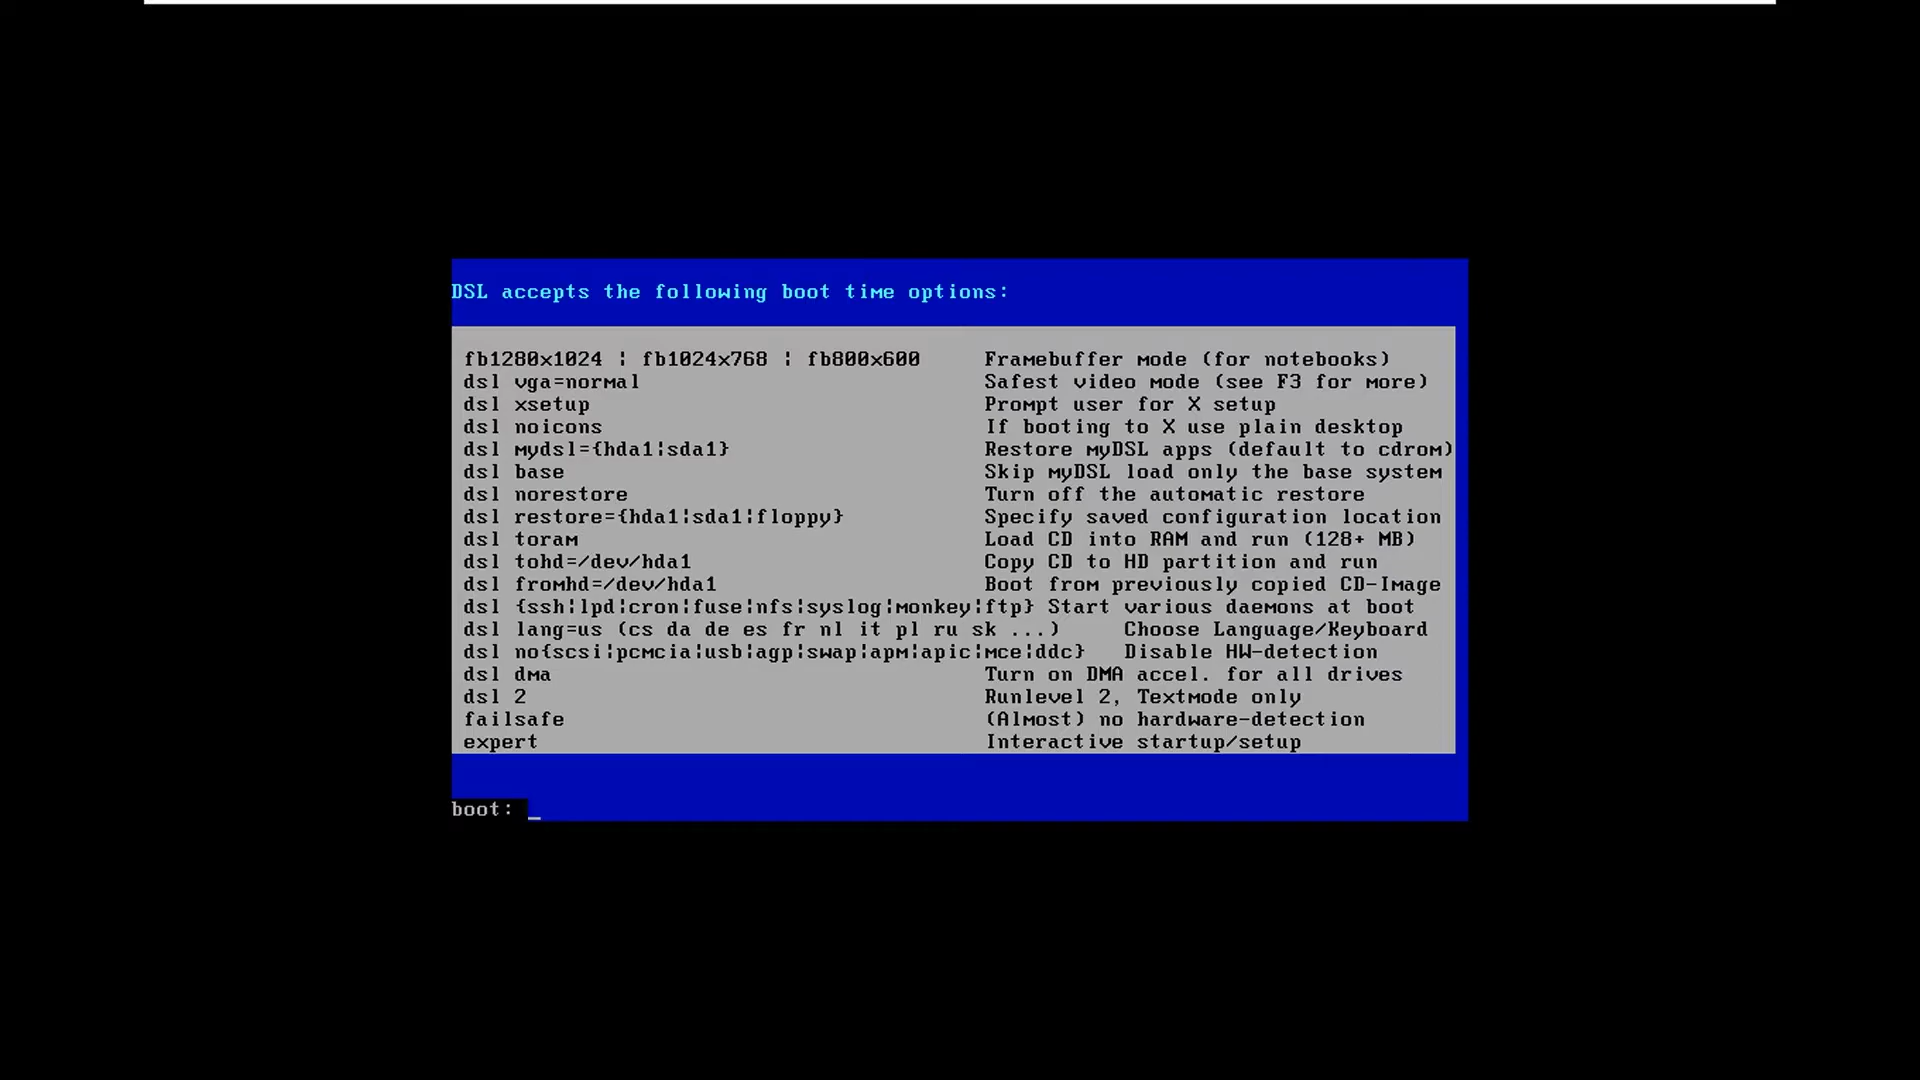 DSL accepts the following boot time options:
fb1280x1024 ¦ fb1024x768 ¦ fb800x600 Framebuffer mode (for notebooks)
dsl vga=normal Safest video mode (see F3 for more)
dsl xsetup Prompt user for X setup
dsl noicons If booting to X use plain desktop
dsl mydsl={hda1¦sda1} Restore myDSL apps (default to cdrom)
dsl base Skip myDSL load only the base system
dsl norestore Turn off the automatic restore
dsl restore={hda1¦sda1¦floppy} Specify saved configuration location
dsl toram Load CD into RAM and run (128+ MB)
dsl tohd=/dev/hda1 Copy CD to HD partition and run
dsl fromhd=/dev/hda1 Boot from previously copied CD-Image
dsl {ssh¦lpd¦cron¦fuse¦nfs¦syslog¦monkey¦ftp} Start various daemons at boot
dsl lang=us (cs da de es fr nl it pl ru sk ...) Choose Language/Keyboard
dsl no{scsi¦pcmcia¦usb¦agp¦swap¦apm¦apic¦mce¦ddc} Disable HW-detection
dsl dma Turn on DMA accel. for all drives
dsl 2 Runlevel 2, Textmode only
failsafe (Almost) no hardware-detection
expert Interactive startup/setup
boot: _